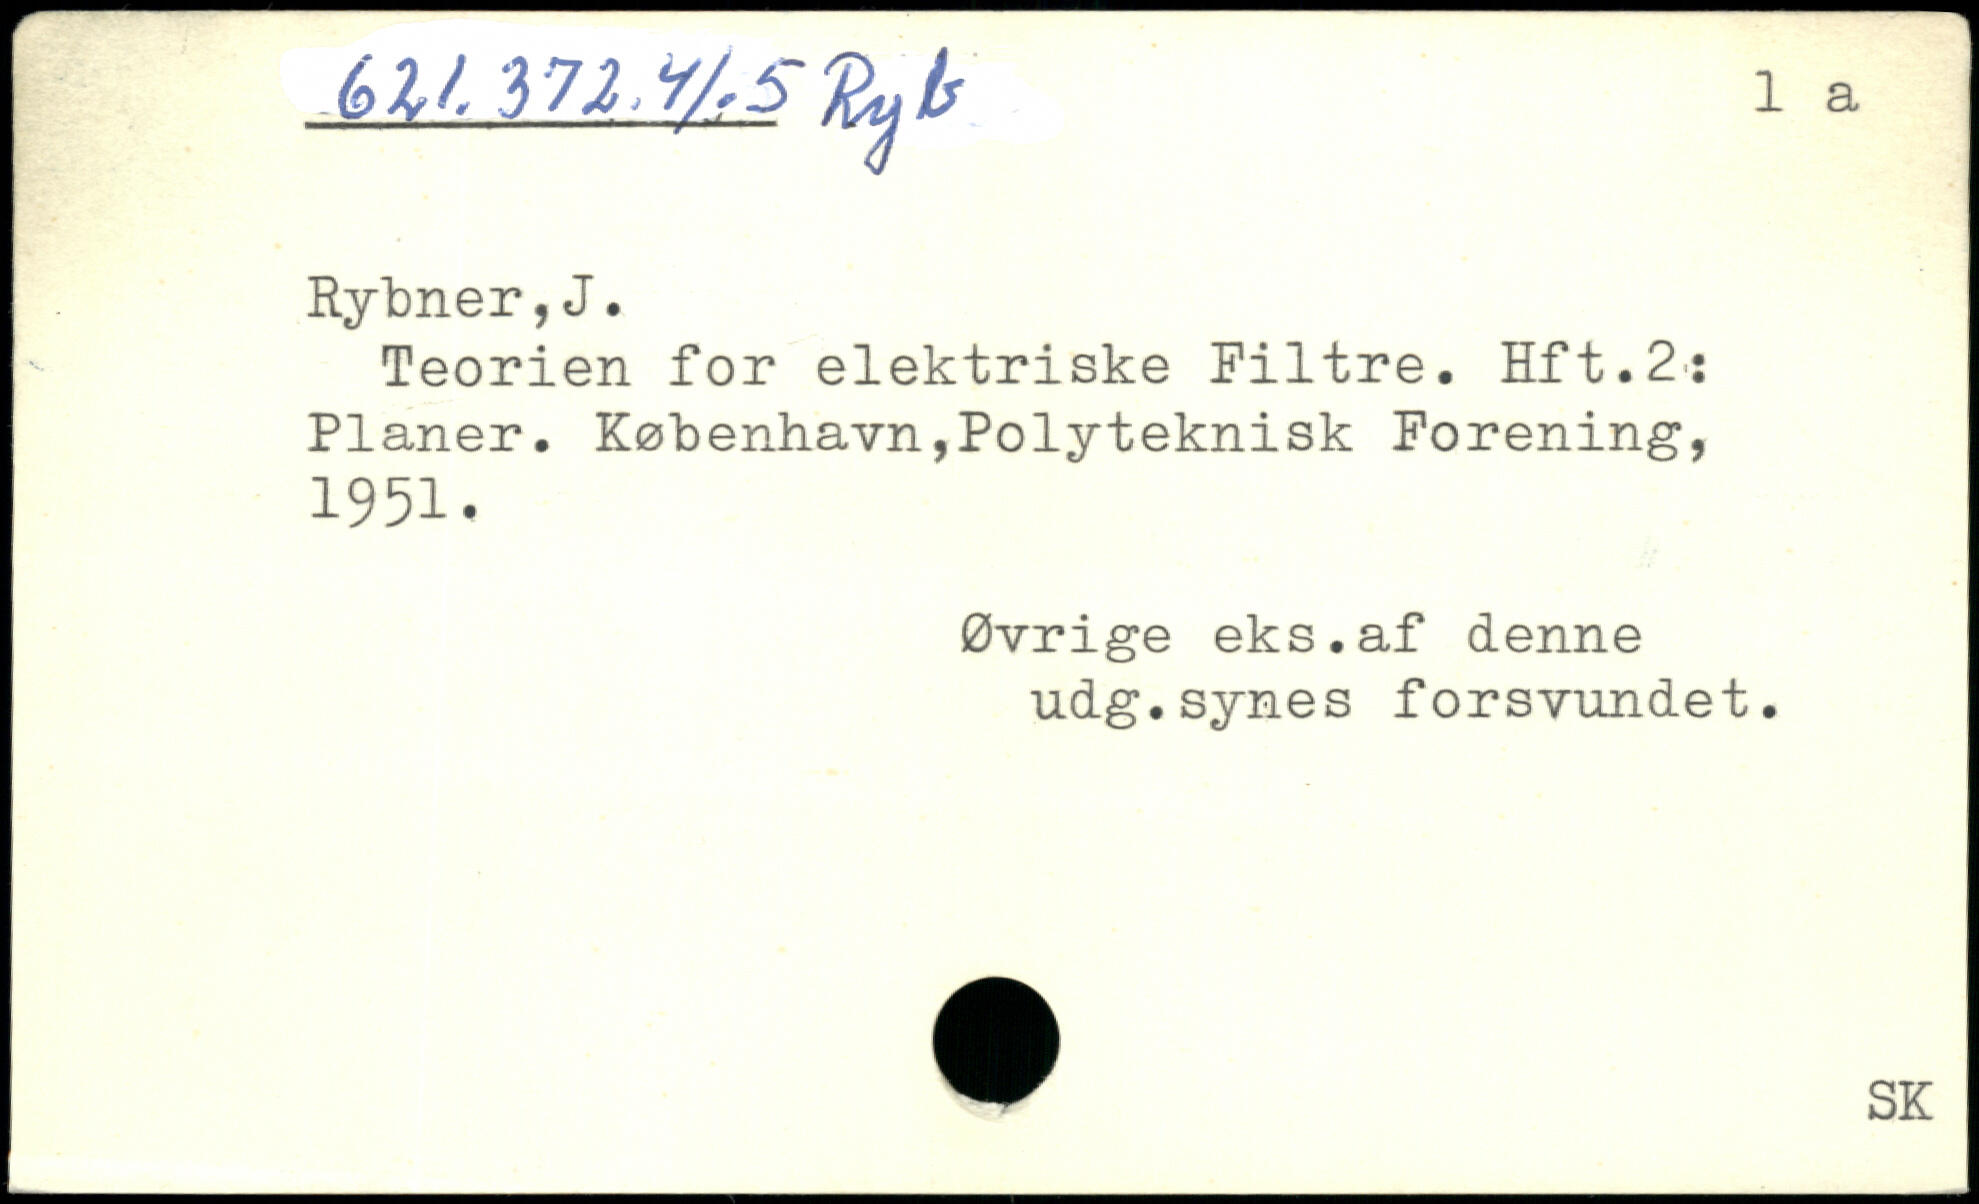 621.372.4/.5 Ryb
1 a
Rybner,J.
Teorien for elektriske Filtre. Hft.2:
Planer. København,Polyteknisk Forening,
1951.
Øvrige eks.af denne
udg.synes forsvundet.
SK